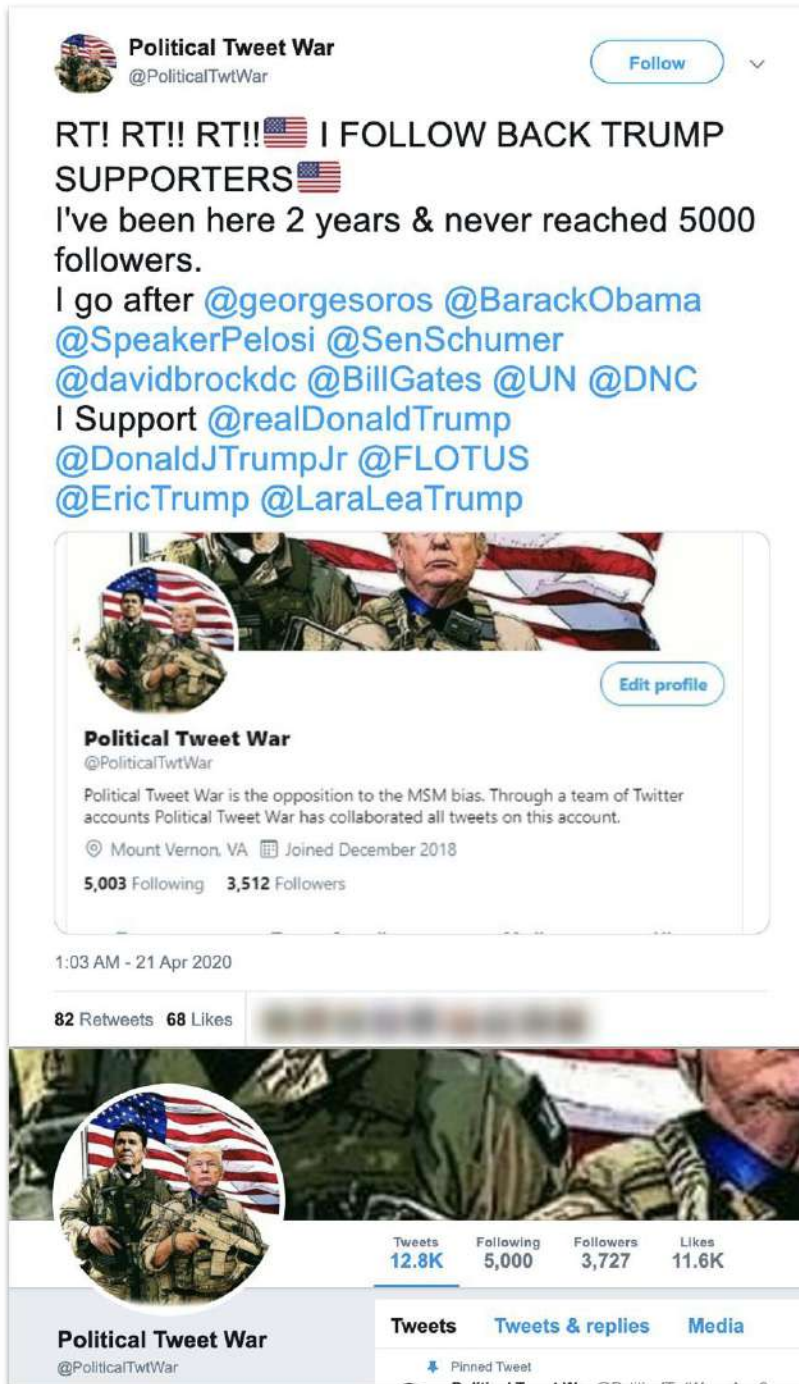 Political Tweet War
@PoliticalTwtWar
Follow
RT! RT!! RT!!🇺🇸 I FOLLOW BACK TRUMP
SUPPORTERS🇺🇸
I've been here 2 years & never reached 5000
followers.
I go after @georgesoros @BarackObama
@SpeakerPelosi @SenSchumer
@davidbrockdc @BillGates @UN @DNC
I Support @realDonaldTrump
@DonaldJTrumpJr @FLOTUS
@EricTrump @LaraLeaTrump
Edit profile
Political Tweet War
@PoliticalTwtWar
Political Tweet War is the opposition to the MSM bias. Through a team of Twitter
accounts Political Tweet War has collaborated all tweets on this account.
Mount Vernon, VA Joined December 2018
5,003 Following 3,512 Followers
1:03 AM - 21 Apr 2020
82 Retweets 68 Likes
Tweets Following Followers Likes
12.8K 5,000 3,727 11.6K
Political Tweet War
@PoliticalTwtWar
Tweets Tweets & replies Media
Pinned Tweet